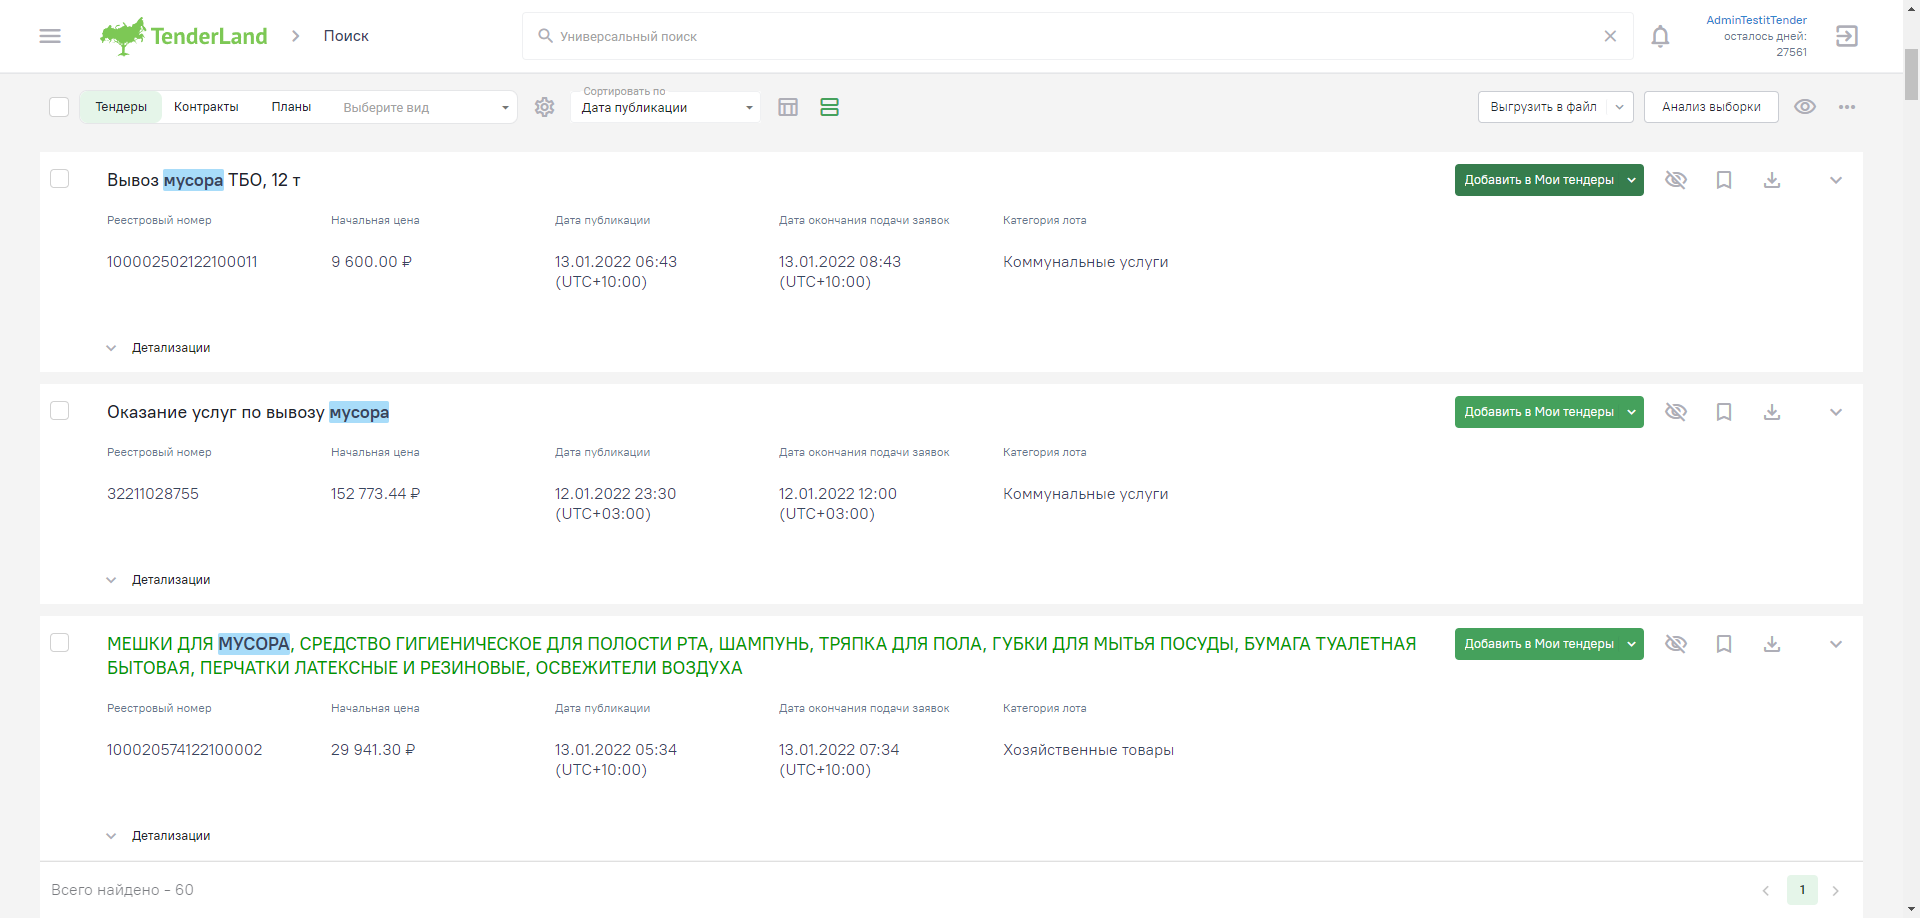 TenderLand
Поиск
Универсальный поиск
AdminTestitTender
осталось дней:
27561
Тендеры
Контракты
Планы
Выберите вид
Сортировать по
Дата публикации
Выгрузить в файл
Анализ выборки
Вывоз мусора ТБО, 12 т
Добавить в Мои тендеры
Реестровый номер
Начальная цена
Дата публикации
Дата окончания подачи заявок
Категория лота
100002502122100011
9 600.00 ₽
13.01.2022 06:43
(UTC+10:00)
13.01.2022 08:43
(UTC+10:00)
Коммунальные услуги
Детализации
Оказание услуг по вывозу мусора
Добавить в Мои тендеры
Реестровый номер
Начальная цена
Дата публикации
Дата окончания подачи заявок
Категория лота
32211028755
152 773.44 ₽
12.01.2022 23:30
(UTC+03:00)
12.01.2022 12:00
(UTC+03:00)
Коммунальные услуги
Детализации
МЕШКИ ДЛЯ МУСОРА, СРЕДСТВО ГИГИЕНИЧЕСКОЕ ДЛЯ ПОЛОСТИ РТА, ШАМПУНЬ, ТРЯПКА ДЛЯ ПОЛА, ГУБКИ ДЛЯ МЫТЬЯ ПОСУДЫ, БУМАГА ТУАЛЕТНАЯ
БЫТОВАЯ, ПЕРЧАТКИ ЛАТЕКСНЫЕ И РЕЗИНОВЫЕ, ОСВЕЖИТЕЛИ ВОЗДУХА
Добавить в Мои тендеры
Реестровый номер
Начальная цена
Дата публикации
Дата окончания подачи заявок
Категория лота
100020574122100002
29 941.30 ₽
13.01.2022 05:34
(UTC+10:00)
13.01.2022 07:34
(UTC+10:00)
Хозяйственные товары
Детализации
Всего найдено - 60
1